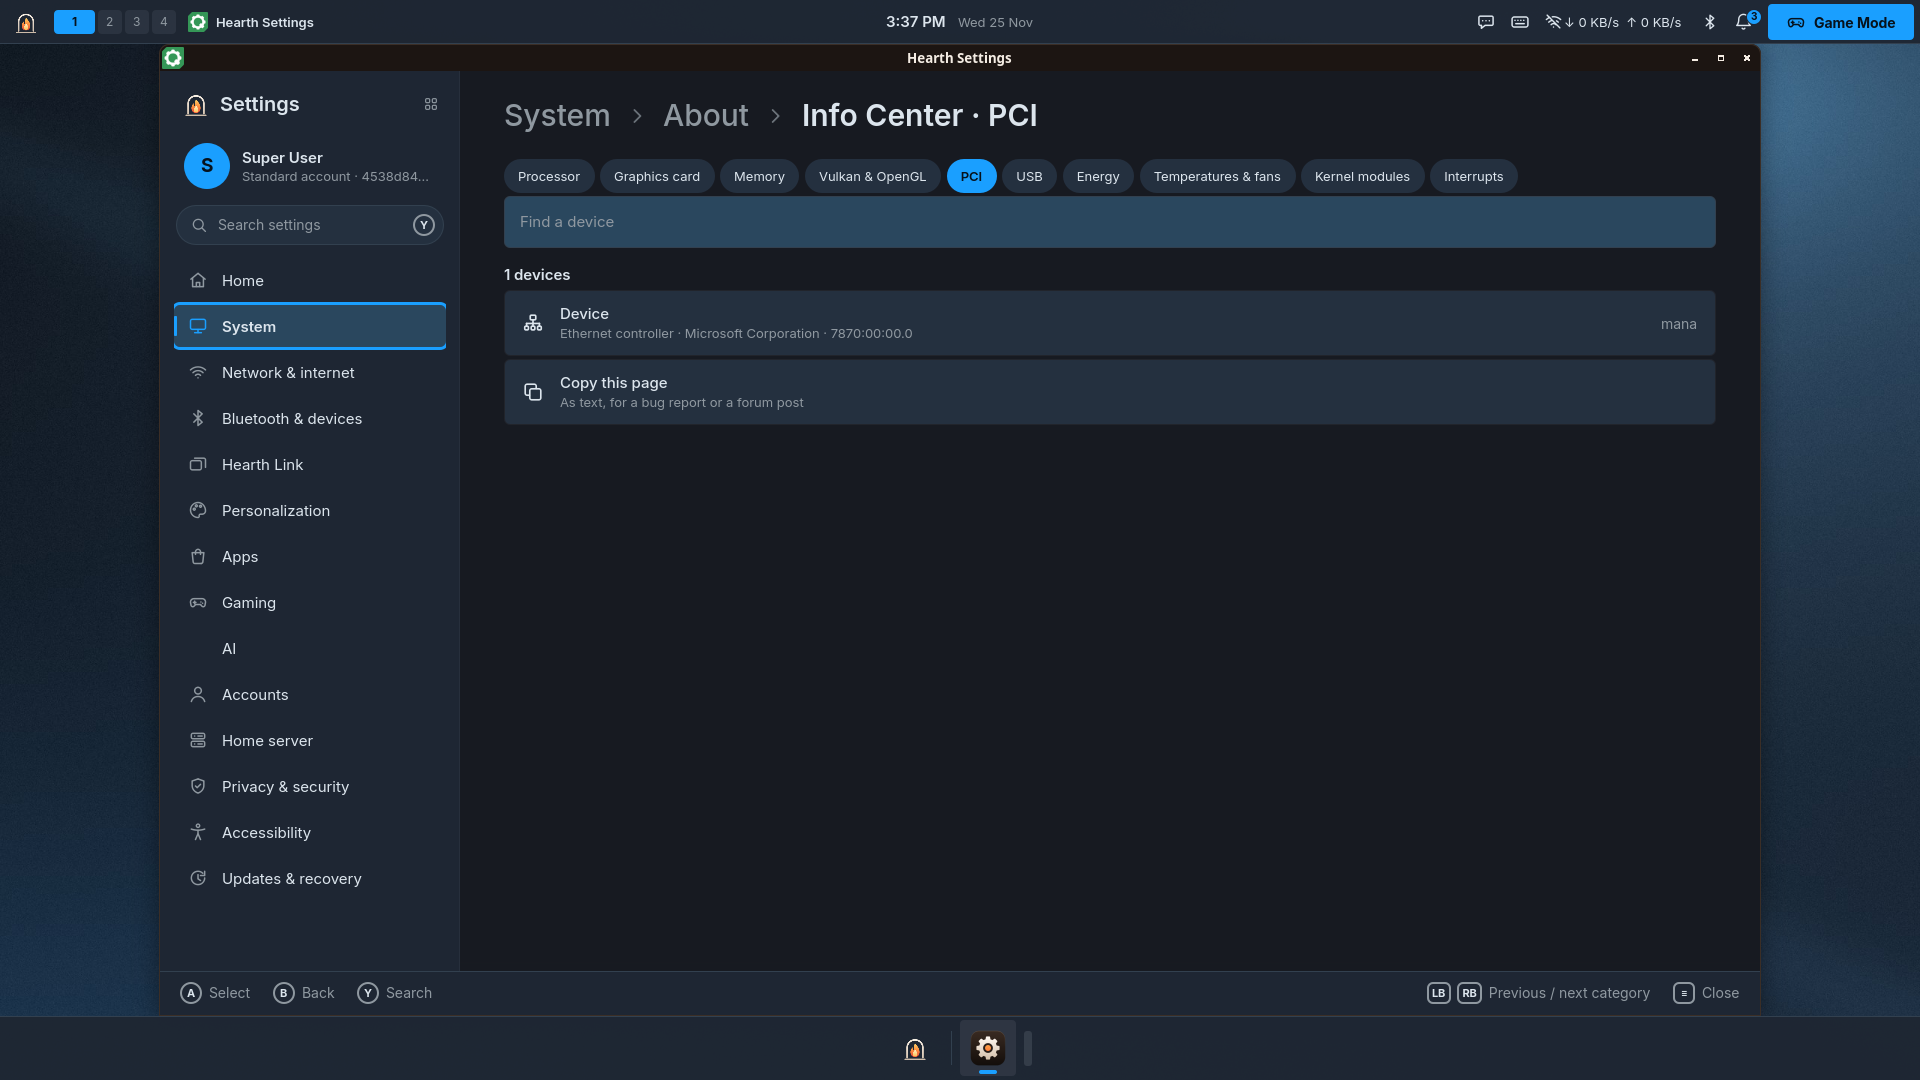 1 2 3 4 Hearth Settings 3:37 PM Wed 25 Nov ↓ 0 KB/s ↑ 0 KB/s 3 Game Mode
Hearth Settings
Settings
S
Super User
Standard account · 4538d84...
Search settings Y
Home
System
Network & internet
Bluetooth & devices
Hearth Link
Personalization
Apps
Gaming
AI
Accounts
Home server
Privacy & security
Accessibility
Updates & recovery
System > About > Info Center · PCI
Processor Graphics card Memory Vulkan & OpenGL PCI USB Energy Temperatures & fans Kernel modules Interrupts
Find a device
1 devices
Device
Ethernet controller · Microsoft Corporation · 7870:00:00.0
mana
Copy this page
As text, for a bug report or a forum post
A Select B Back Y Search LB RB Previous / next category ≡ Close